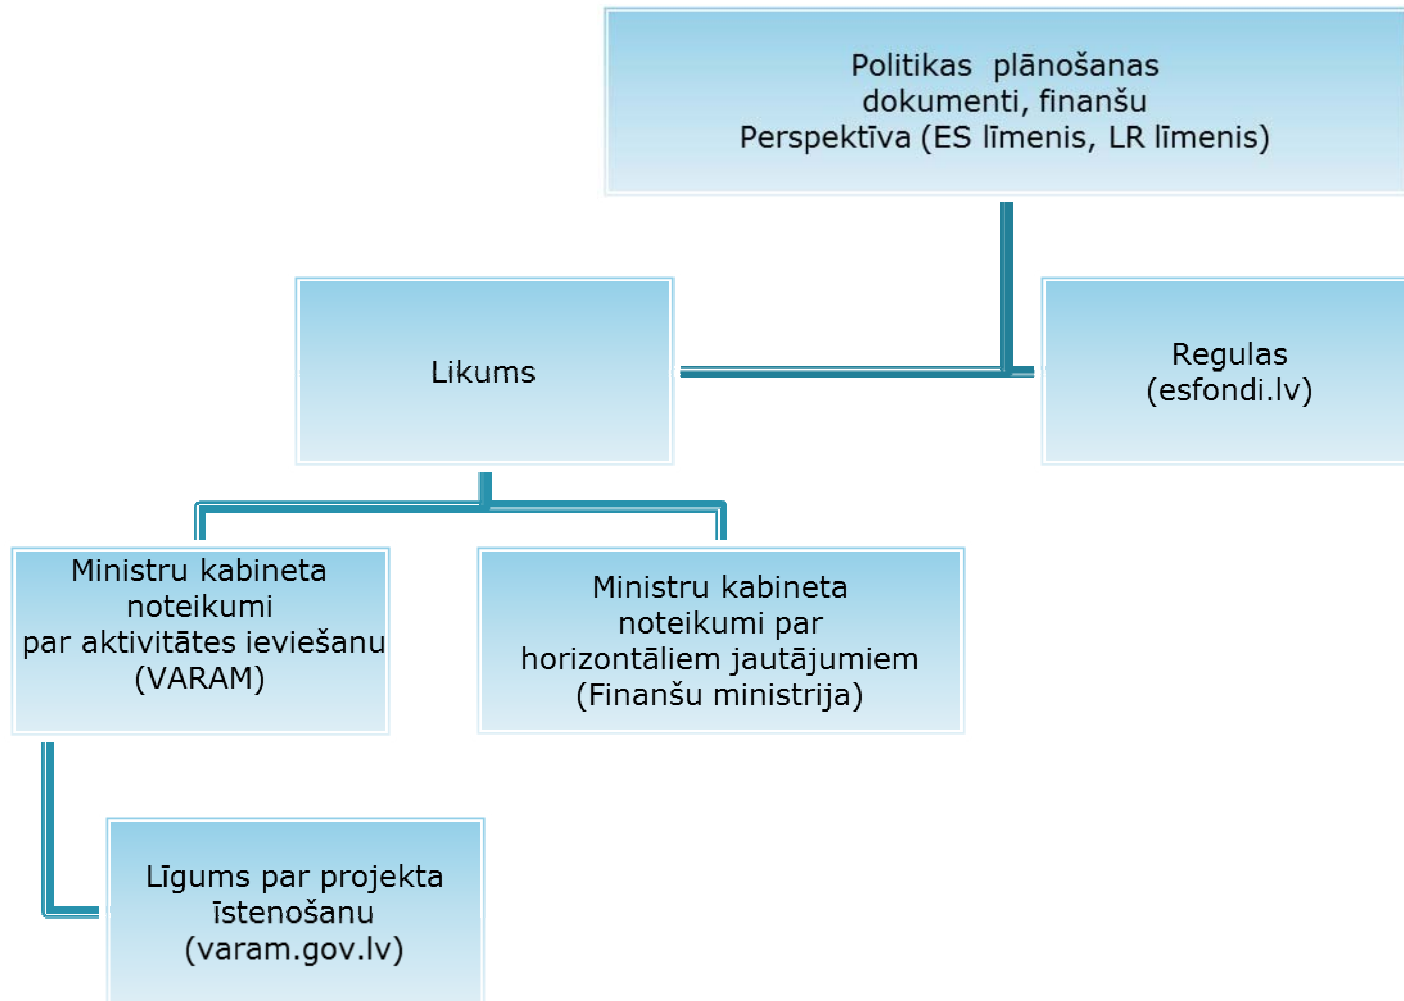 Politikas plānošanas
dokumenti, finanšu
Perspektīva (ES līmenis, LR līmenis)
Likums
Regulas
(esfondi.lv)
Ministru kabineta
noteikumi
par aktivitātes ieviešanu
(VARAM)
Ministru kabineta
noteikumi par
horizontāliem jautājumiem
(Finanšu ministrija)
Līgums par projekta
īstenošanu
(varam.gov.lv)